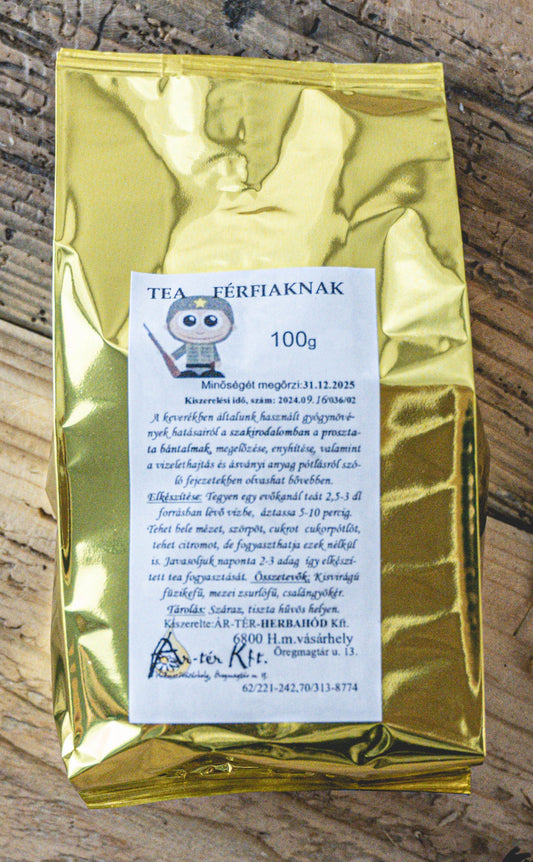 TEA FÉRFIAKNAK
100g
Minőségét megőrzi:31.12.2025
Kiszerelési idő, szám: 2024.09.16/036/02
A keverékben általunk használt gyógynövé-
nyek hatásairól a szakirodalomban a proszta-
ta bántalmak, megelőzése, enyhítése, valamint
a vizelethajtás és ásványi anyag pótlásról szó-
ló fejezetekben olvashat bővebben.
Elkészítése: Tegyen egy evőkanál teát 2,5-3 dl
forrásban lévő vízbe, áztassa 5-10 percig.
Tehet bele mézet, szörpöt, cukrot cukorpótlót,
tehet citromot, de fogyaszthatja ezek nélkül
is. Javasoljuk naponta 2-3 adag így elkészí-
tett tea fogyasztását. Összetevők: Kisvirágú
füzikefű, mezei zsurlófű, csalángyökér.
Tárolás: Száraz, tiszta hűvös helyen.
Kiszerelte:ÁR-TÉR-HERBAHÓD Kft.
6800 H.m.vásárhely
Ár-tér Kft. Öregmagtár u. 13.
62/221-242,70/313-8774